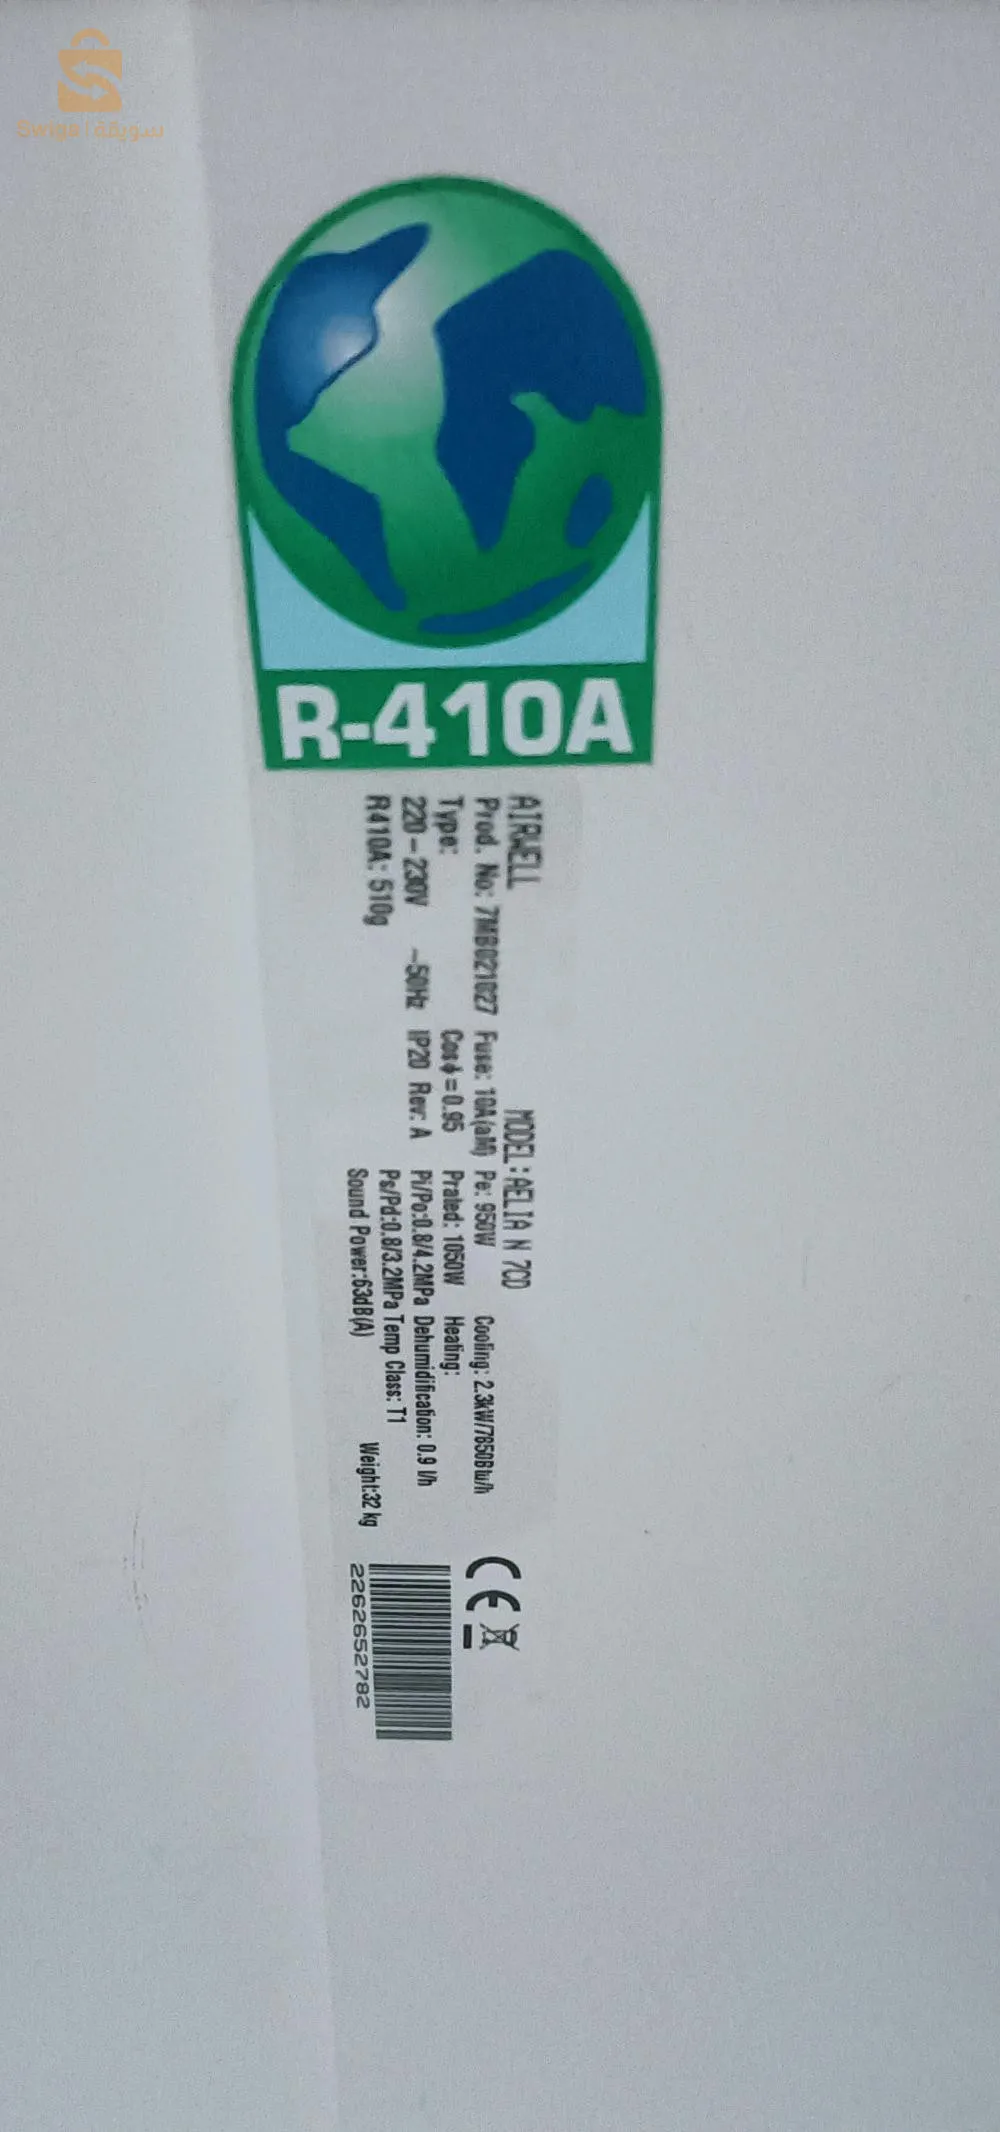 Swiqa | سويقة
R-410A
AIRWELL MODEL: AELIA N 7CD
Prod. No: 7MB021027 Fuse: 10A(aM) Pe: 950W Cooling: 2.3kW/7850Btu/h
Type: Cosϕ=0.95 Prated: 1050W Heating:
220-230V ~50Hz IP20 Rev: A Pi/Po:0.8/4.2MPa Dehumidification: 0.9 l/h
R410A: 510g Ps/Pd:0.8/3.2MPa Temp Class: T1
Sound Power:63dB(A) Weight:32 kg
CE
2262652782